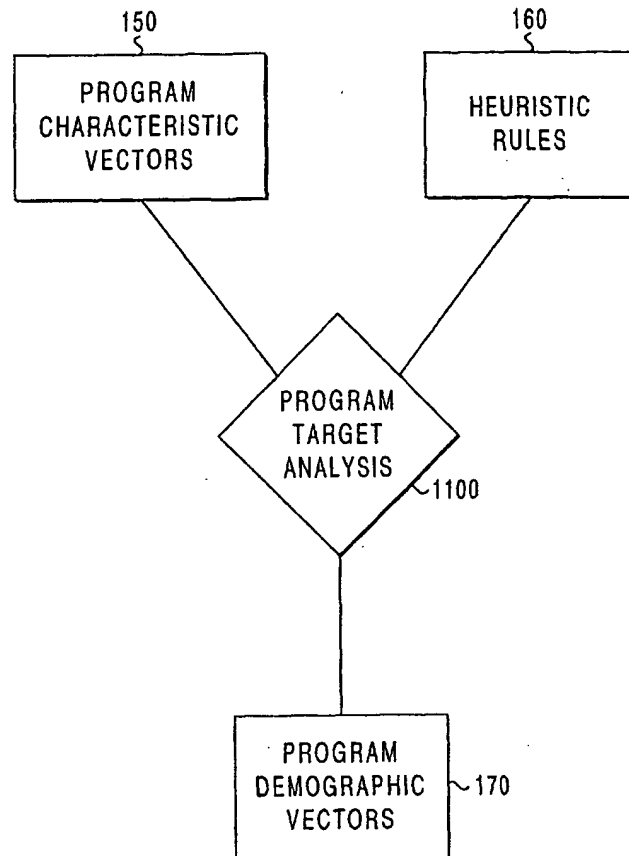 150
PROGRAM
CHARACTERISTIC
VECTORS
160
HEURISTIC
RULES
PROGRAM
TARGET
ANALYSIS
1100
PROGRAM
DEMOGRAPHIC
VECTORS
170